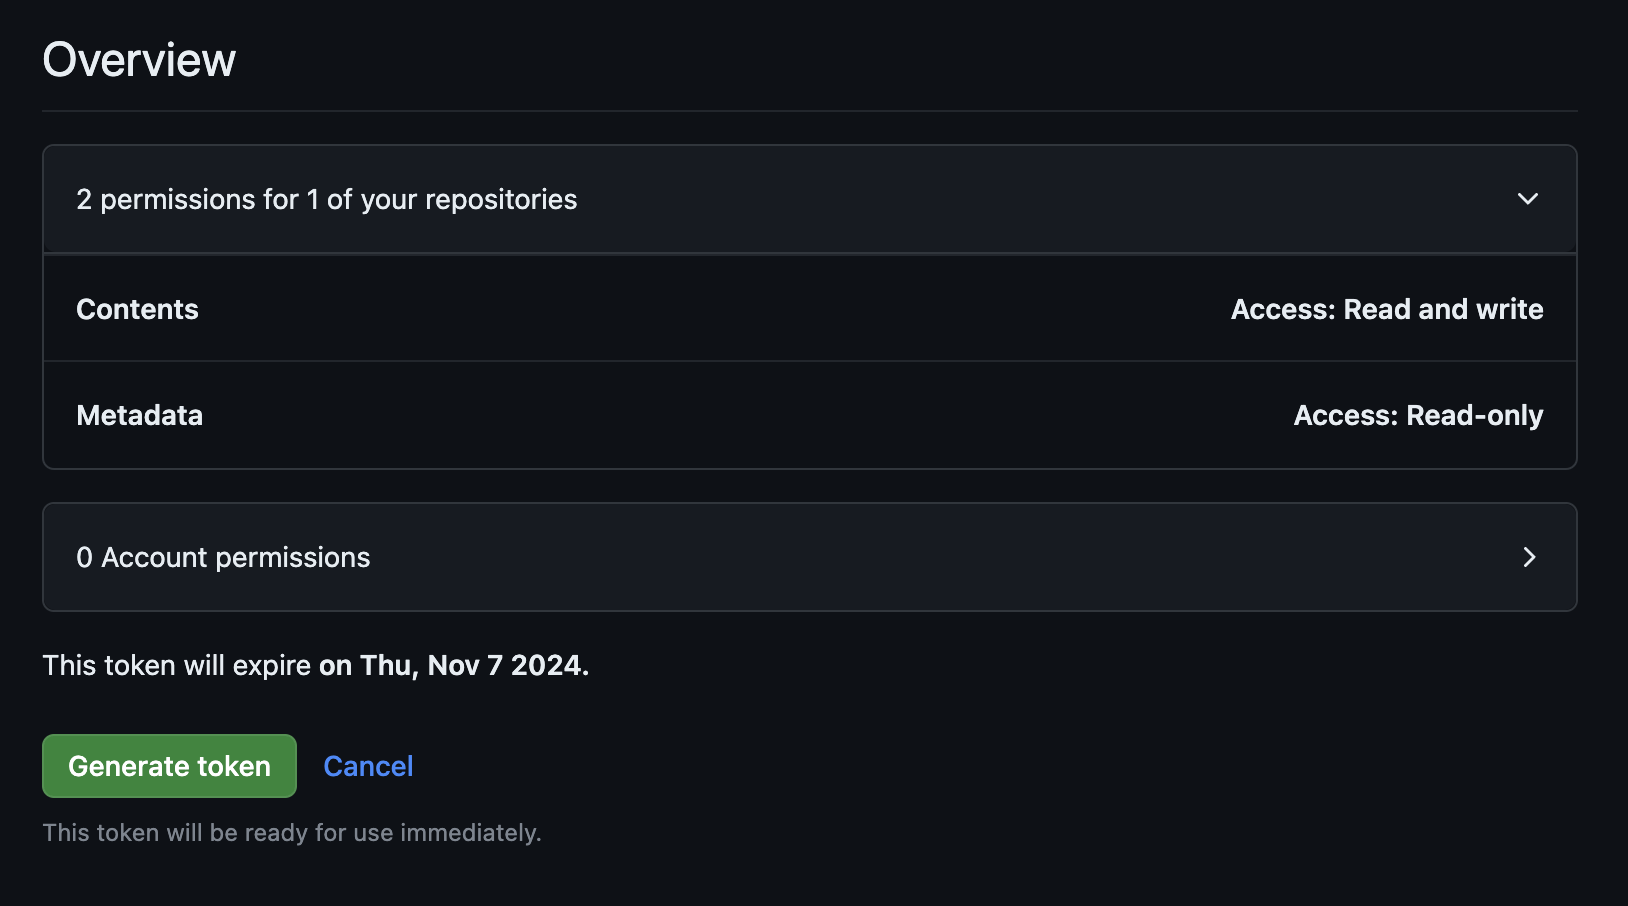 Overview
2 permissions for 1 of your repositories
Contents
Access: Read and write
Metadata
Access: Read-only
0 Account permissions
This token will expire on Thu, Nov 7 2024.
Generate token
Cancel
This token will be ready for use immediately.